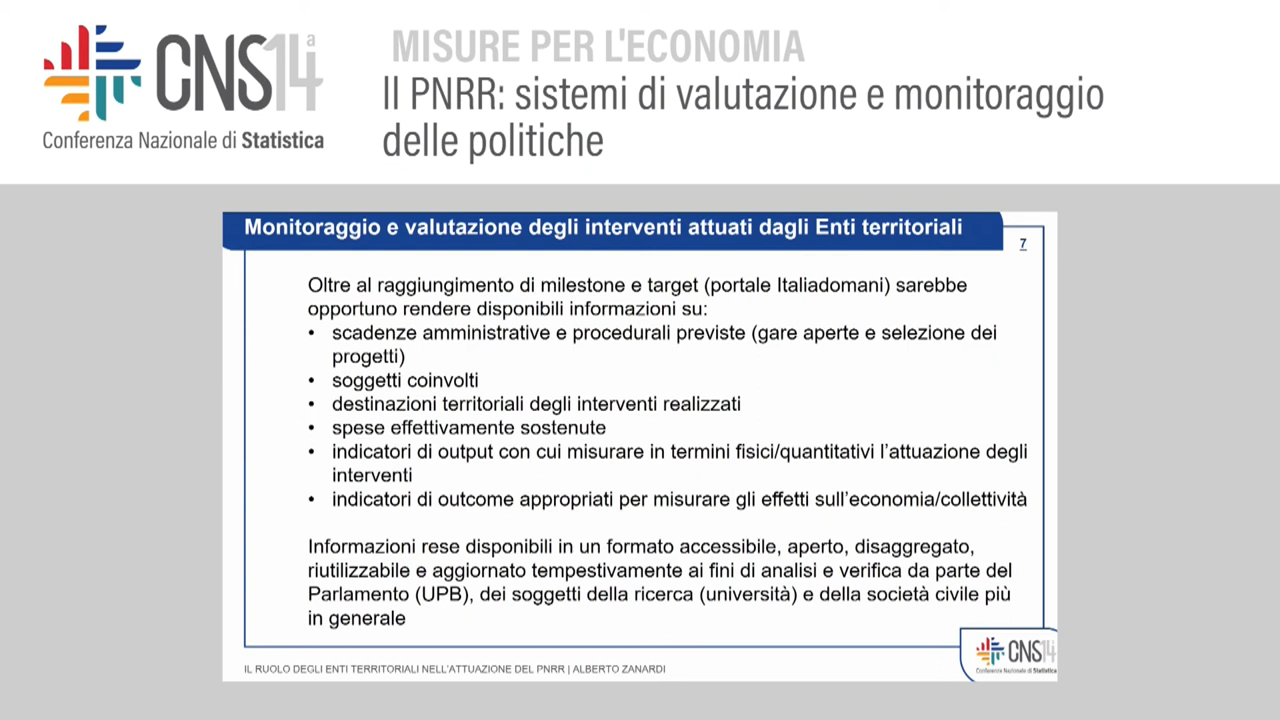 CNS14a
Conferenza Nazionale di Statistica
MISURE PER L'ECONOMIA
Il PNRR: sistemi di valutazione e monitoraggio
delle politiche
Monitoraggio e valutazione degli interventi attuati dagli Enti territoriali
7
Oltre al raggiungimento di milestone e target (portale Italiadomani) sarebbe
opportuno rendere disponibili informazioni su:
• scadenze amministrative e procedurali previste (gare aperte e selezione dei
progetti)
• soggetti coinvolti
• destinazioni territoriali degli interventi realizzati
• spese effettivamente sostenute
• indicatori di output con cui misurare in termini fisici/quantitativi l’attuazione degli
interventi
• indicatori di outcome appropriati per misurare gli effetti sull’economia/collettività
Informazioni rese disponibili in un formato accessibile, aperto, disaggregato,
riutilizzabile e aggiornato tempestivamente ai fini di analisi e verifica da parte del
Parlamento (UPB), dei soggetti della ricerca (università) e della società civile più
in generale
CNS14
Conferenza Nazionale di Statistica
IL RUOLO DEGLI ENTI TERRITORIALI NELL’ATTUAZIONE DEL PNRR | ALBERTO ZANARDI